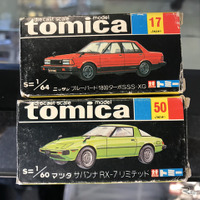 diecast scale model
tomica
17
S=1/64
ニッサン ブルーバード1800ターボSSS・XG
トミー
diecast scale model
tomica
50
S=1/60
マツダ サバンナ RX-7 リミテッド
トミー